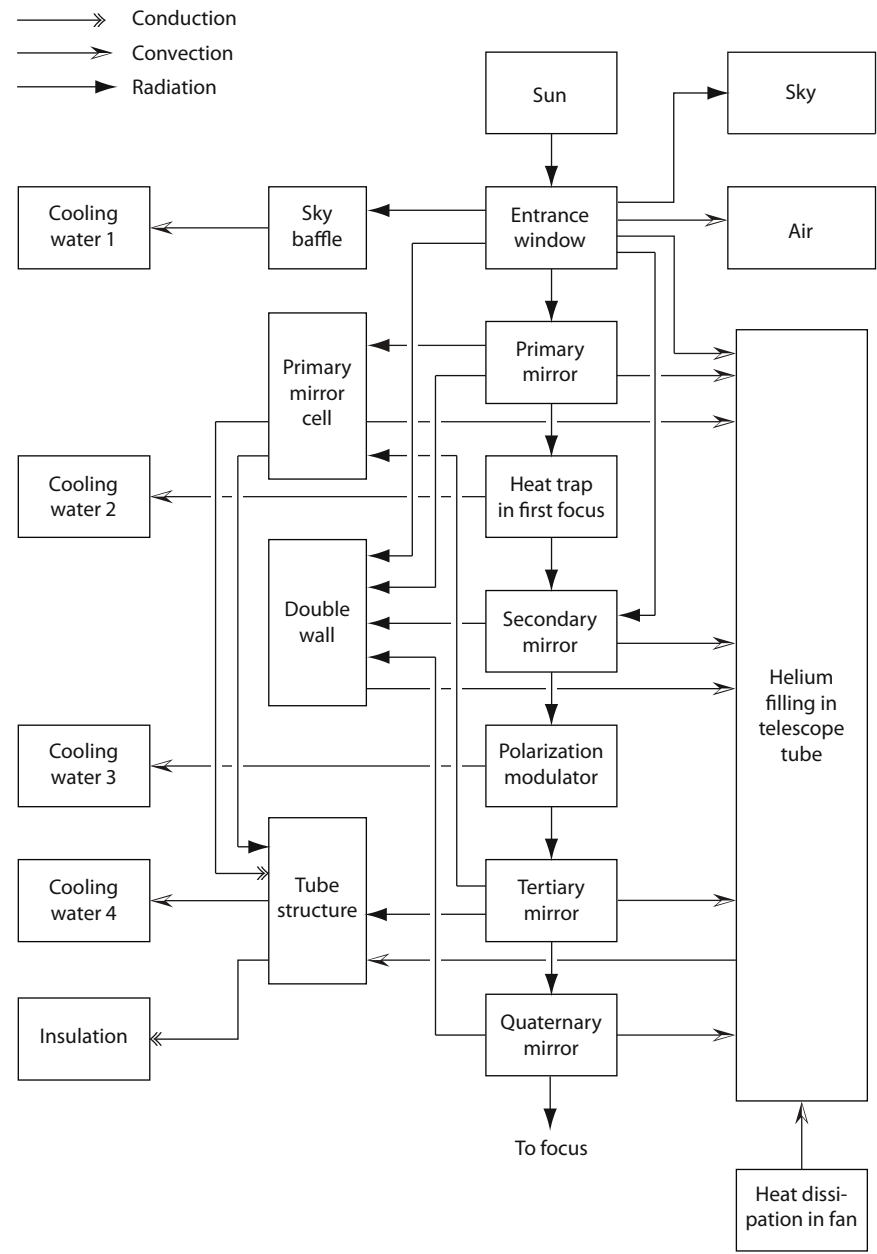 Conduction
Convection
Radiation
Sun
Sky
Cooling
water 1
Sky
baffle
Entrance
window
Air
Primary
mirror
cell
Primary
mirror
Cooling
water 2
Heat trap
in first focus
Double
wall
Secondary
mirror
Helium
filling in
telescope
tube
Cooling
water 3
Polarization
modulator
Cooling
water 4
Tube
structure
Tertiary
mirror
Insulation
Quaternary
mirror
To focus
Heat dissi-
pation in fan